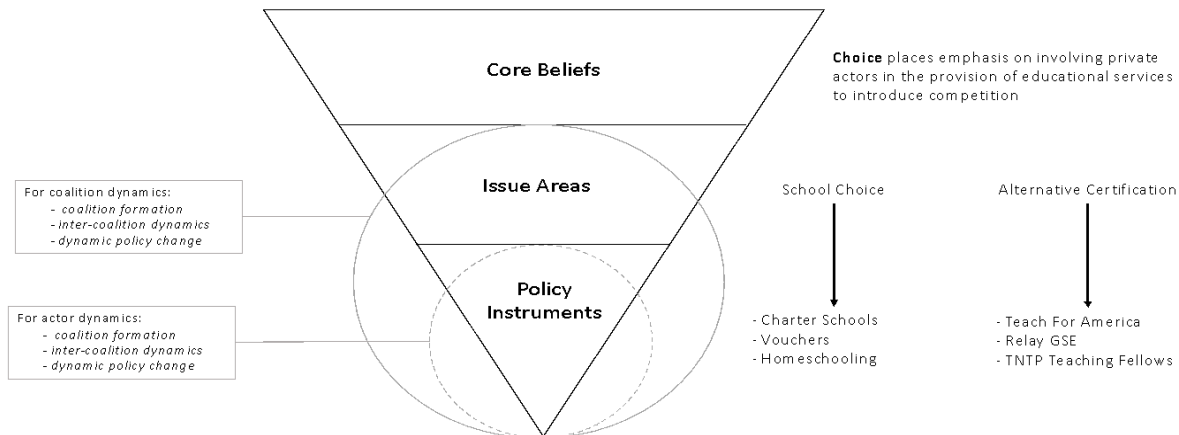 Core Beliefs
Choice places emphasis on involving private
actors in the provision of educational services
to introduce competition
For coalition dynamics:
- coalition formation
- inter-coalition dynamics
- dynamic policy change
Issue Areas
School Choice
Alternative Certification
For actor dynamics:
- coalition formation
- inter-coalition dynamics
- dynamic policy change
Policy
Instruments
- Charter Schools
- Vouchers
- Homeschooling
- Teach For America
- Relay GSE
- TNTP Teaching Fellows